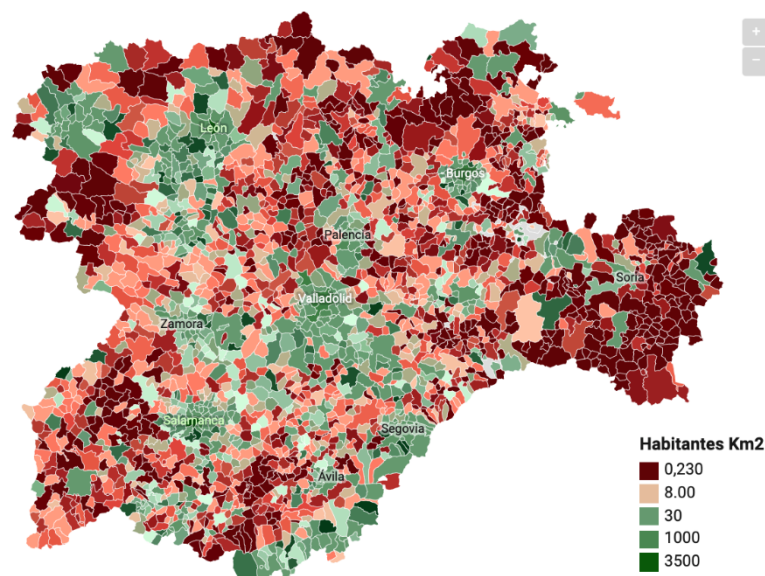 +
−
León
Burgos
Palencia
Soria
Valladolid
Zamora
Salamanca
Segovia
Ávila
Habitantes Km2
0,230
8.00
30
1000
3500